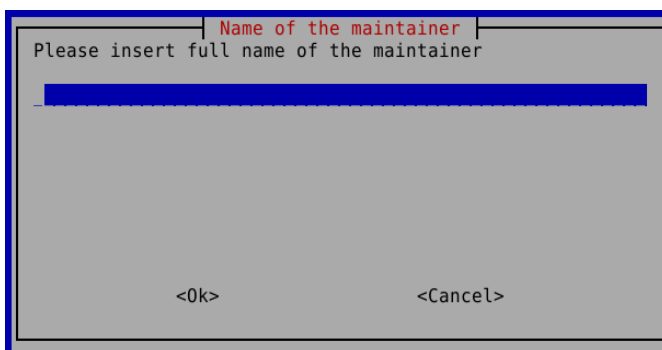 Name of the maintainer
Please insert full name of the maintainer
_
<Ok> <Cancel>